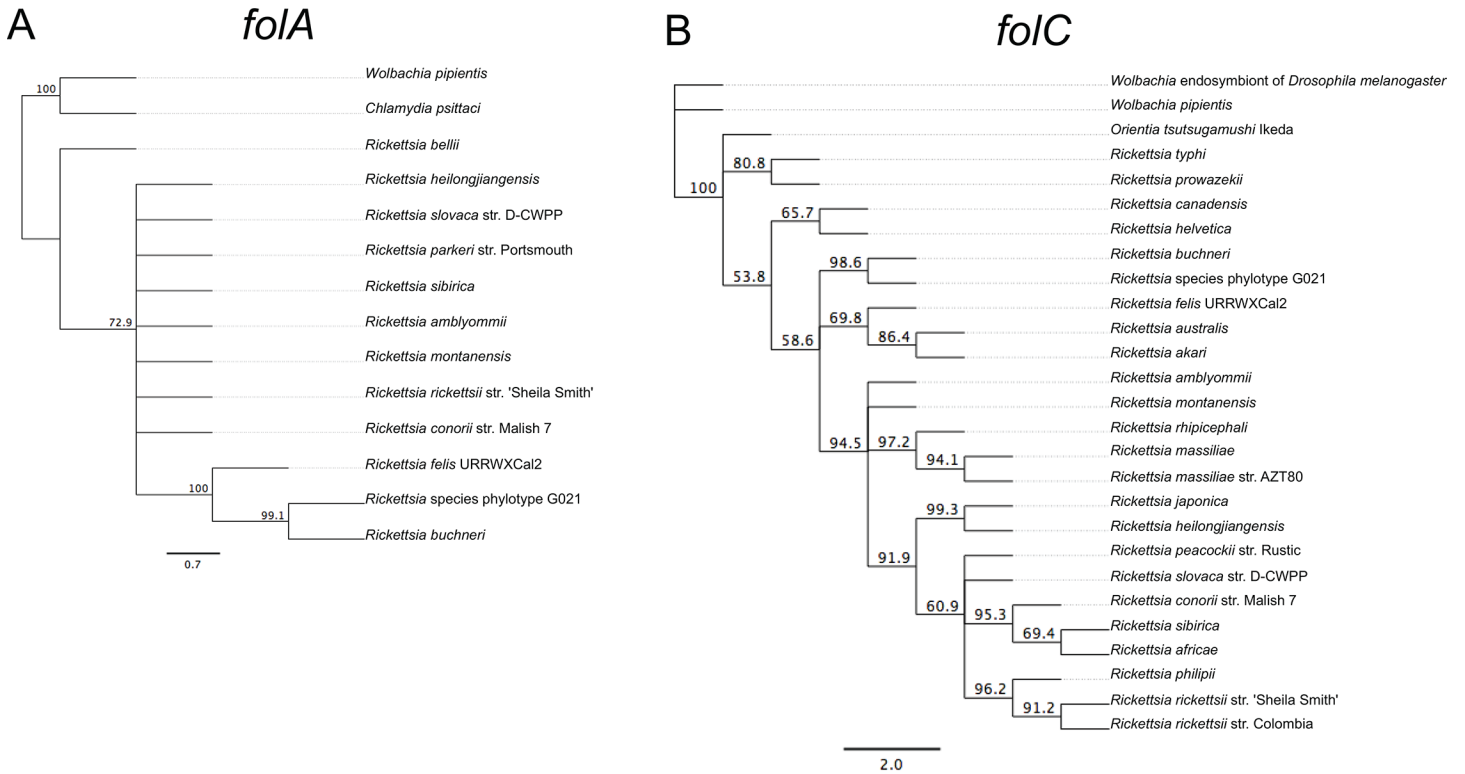 A
folA
100
Wolbachia pipientis
Chlamydia psittaci
Rickettsia bellii
Rickettsia heilongjiangensis
Rickettsia slovaca str. D-CWPP
Rickettsia parkeri str. Portsmouth
Rickettsia sibirica
72.9
Rickettsia amblyommii
Rickettsia montanensis
Rickettsia rickettsii str. 'Sheila Smith'
Rickettsia conorii str. Malish 7
Rickettsia felis URRWXCal2
100
Rickettsia species phylotype G021
99.1
Rickettsia buchneri
0.7
B
folC
Wolbachia endosymbiont of Drosophila melanogaster
Wolbachia pipientis
Orientia tsutsugamushi Ikeda
Rickettsia typhi
80.8
Rickettsia prowazekii
100
Rickettsia canadensis
65.7
Rickettsia helvetica
Rickettsia buchneri
98.6
53.8
Rickettsia species phylotype G021
Rickettsia felis URRWXCal2
69.8
Rickettsia australis
86.4
58.6
Rickettsia akari
Rickettsia amblyommii
Rickettsia montanensis
Rickettsia rhipicephali
94.5
97.2
Rickettsia massiliae
94.1
Rickettsia massiliae str. AZT80
Rickettsia japonica
99.3
Rickettsia heilongjiangensis
Rickettsia peacockii str. Rustic
91.9
Rickettsia slovaca str. D-CWPP
Rickettsia conorii str. Malish 7
60.9
95.3
Rickettsia sibirica
69.4
Rickettsia africae
Rickettsia philipii
96.2
Rickettsia rickettsii str. 'Sheila Smith'
91.2
Rickettsia rickettsii str. Colombia
2.0